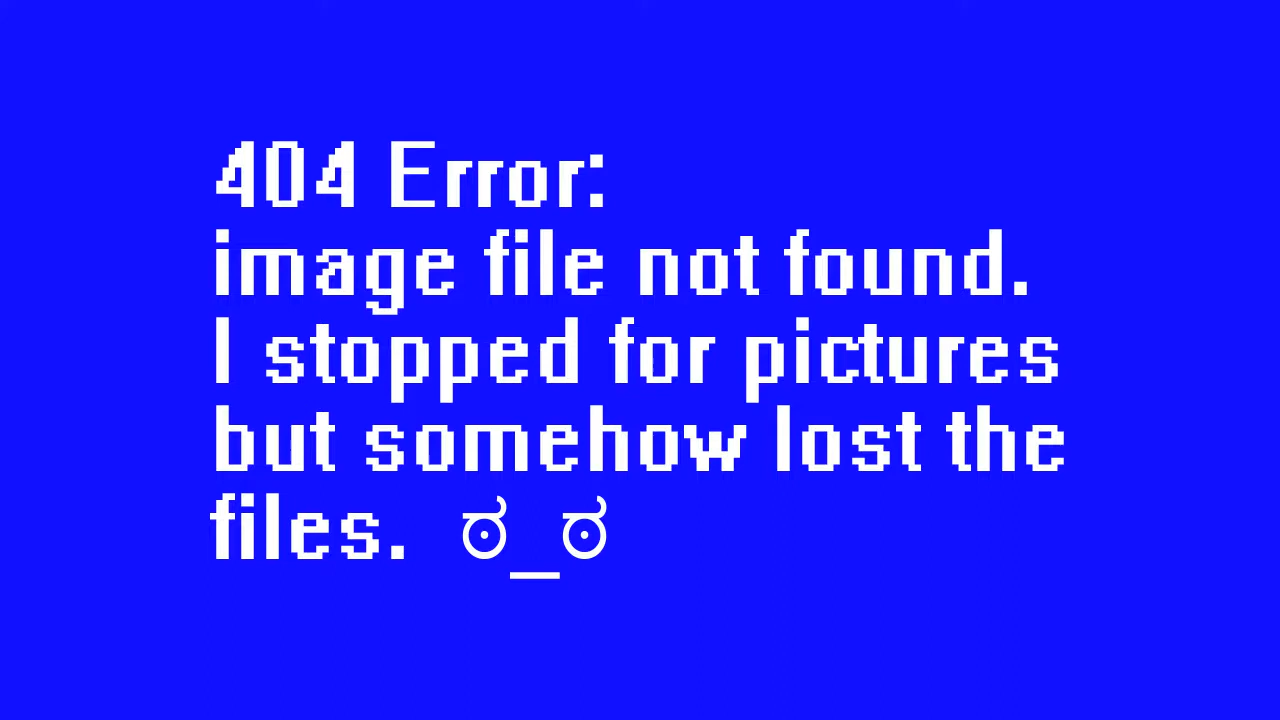 404 Error:
image file not found.
I stopped for pictures
but somehow lost the
files. ಠ_ಠ